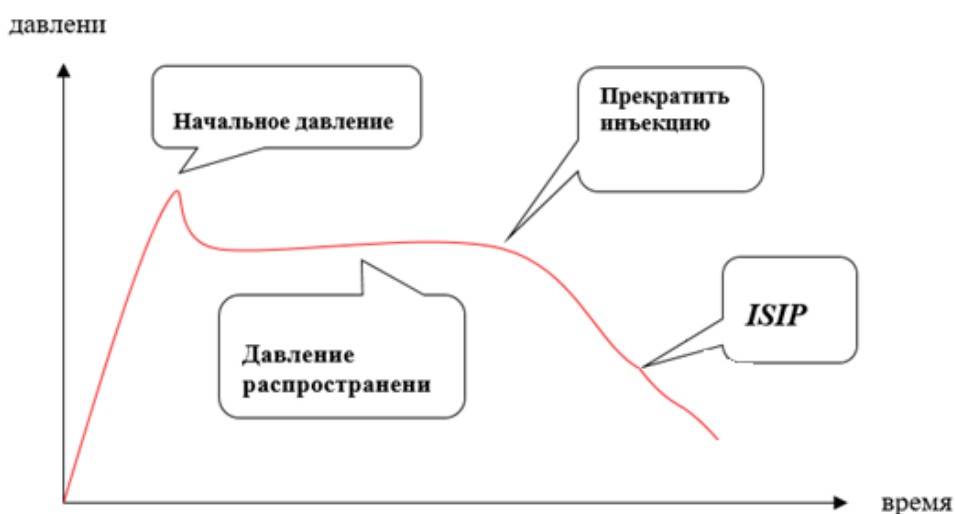 давлени
Начальное давление
Прекратить
инъекцию
ISIP
Давление
распространени
время